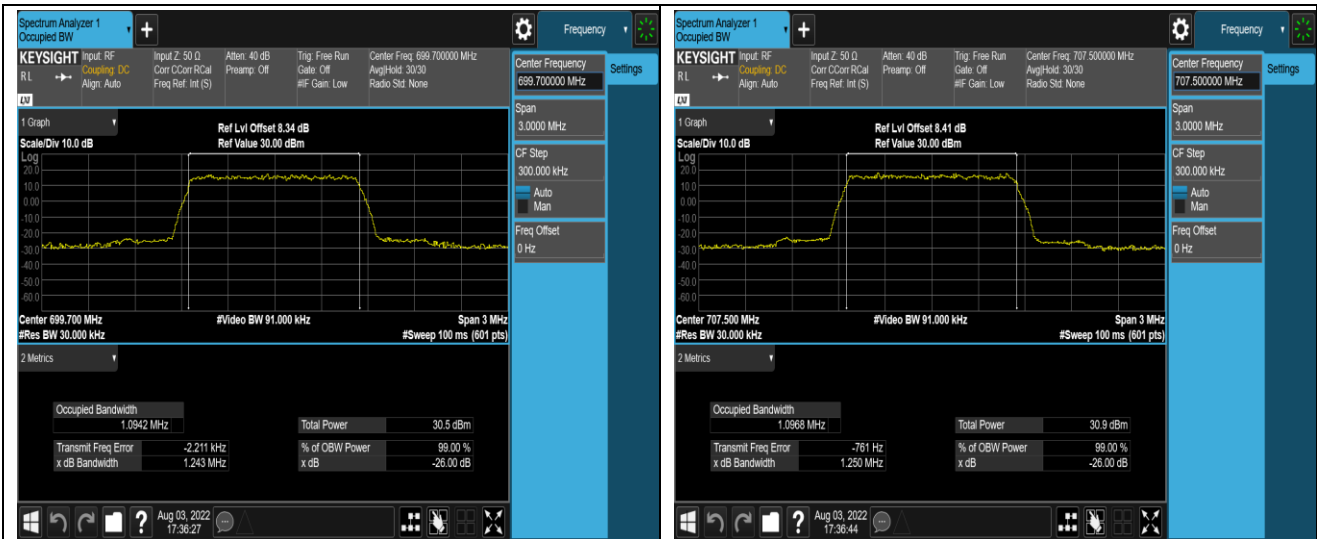 Spectrum Analyzer 1
Occupied BW
+
Frequency
KEYSIGHT
Input: RF
Input Z: 50 Ω
Atten: 40 dB
Trig: Free Run
Center Freq: 699.700000 MHz
RL
Coupling: DC
Corr CCorr RCal
Preamp: Off
Gate: Off
Avg|Hold: 30/30
Align: Auto
Freq Ref: Int (S)
#IF Gain: Low
Radio Std: None
LXI
Center Frequency
699.700000 MHz
Settings
Span
3.0000 MHz
CF Step
300.000 kHz
Auto
Man
Freq Offset
0 Hz
1 Graph
Ref Lvl Offset 8.34 dB
Scale/Div 10.0 dB
Ref Value 30.00 dBm
Log
20.0
10.0
0.00
-10.0
-20.0
-30.0
-40.0
-50.0
-60.0
Center 699.700 MHz
#Video BW 91.000 kHz
Span 3 MHz
#Res BW 30.000 kHz
#Sweep 100 ms (601 pts)
2 Metrics
Occupied Bandwidth
1.0942 MHz
Total Power
30.5 dBm
Transmit Freq Error
-2.211 kHz
% of OBW Power
99.00 %
x dB Bandwidth
1.243 MHz
x dB
-26.00 dB
?
Aug 03, 2022
17:36:27
Spectrum Analyzer 1
Occupied BW
+
Frequency
KEYSIGHT
Input: RF
Input Z: 50 Ω
Atten: 40 dB
Trig: Free Run
Center Freq: 707.500000 MHz
RL
Coupling: DC
Corr CCorr RCal
Preamp: Off
Gate: Off
Avg|Hold: 30/30
Align: Auto
Freq Ref: Int (S)
#IF Gain: Low
Radio Std: None
LXI
Center Frequency
707.500000 MHz
Settings
Span
3.0000 MHz
CF Step
300.000 kHz
Auto
Man
Freq Offset
0 Hz
1 Graph
Ref Lvl Offset 8.41 dB
Scale/Div 10.0 dB
Ref Value 30.00 dBm
Log
20.0
10.0
0.00
-10.0
-20.0
-30.0
-40.0
-50.0
-60.0
Center 707.500 MHz
#Video BW 91.000 kHz
Span 3 MHz
#Res BW 30.000 kHz
#Sweep 100 ms (601 pts)
2 Metrics
Occupied Bandwidth
1.0968 MHz
Total Power
30.9 dBm
Transmit Freq Error
-761 Hz
% of OBW Power
99.00 %
x dB Bandwidth
1.250 MHz
x dB
-26.00 dB
?
Aug 03, 2022
17:36:44